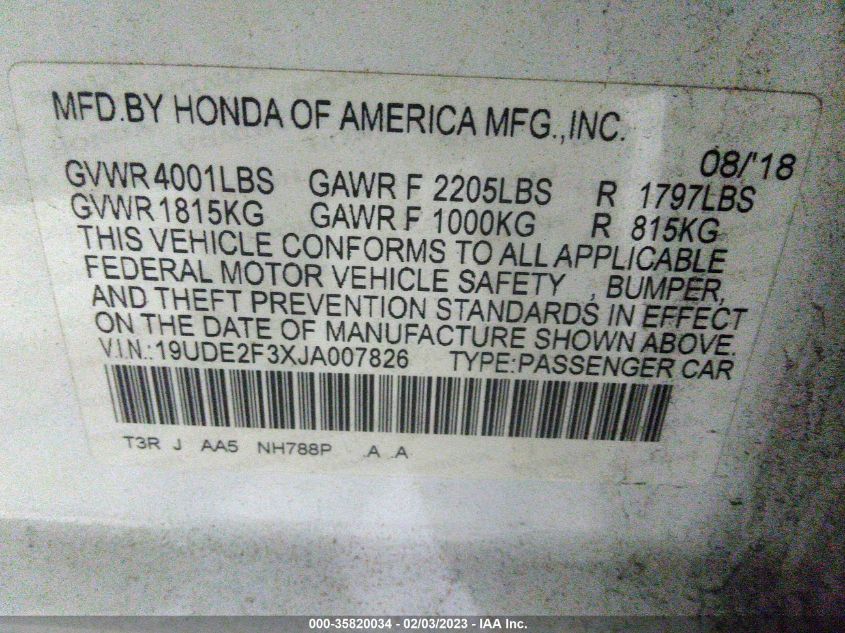 MFD.BY HONDA OF AMERICA MFG.,INC.
08/'18
GVWR 4001LBS GAWR F 2205LBS R 1797LBS
GVWR 1815KG GAWR F 1000KG R 815KG
THIS VEHICLE CONFORMS TO ALL APPLICABLE
FEDERAL MOTOR VEHICLE SAFETY , BUMPER,
AND THEFT PREVENTION STANDARDS IN EFFECT
ON THE DATE OF MANUFACTURE SHOWN ABOVE.
V.I.N.:19UDE2F3XJA007826 TYPE:PASSENGER CAR
T3R J AA5 NH788P .A .A
000-35820034 - 02/03/2023 - IAA Inc.